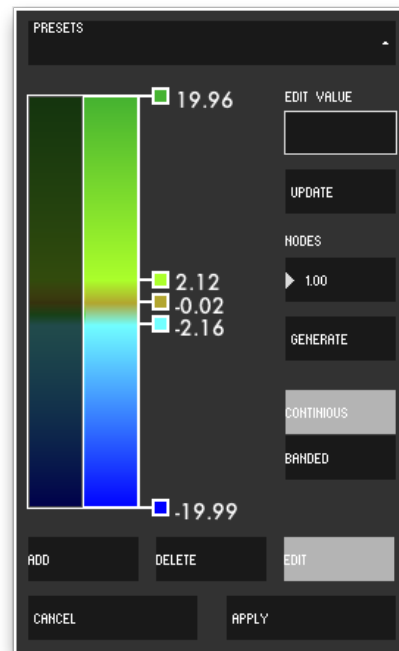 PRESETS
19.96
EDIT VALUE
UPDATE
NODES
2.12
1.00
-0.02
-2.16
GENERATE
CONTINIOUS
BANDED
-19.99
ADD
DELETE
EDIT
CANCEL
APPLY